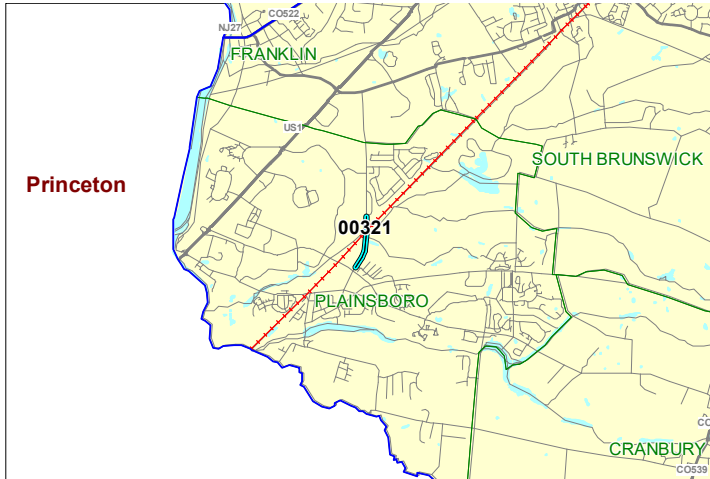 CO522
NJ27
FRANKLIN
US1
SOUTH BRUNSWICK
Princeton
00321
PLAINSBORO
CRANBURY
CO539